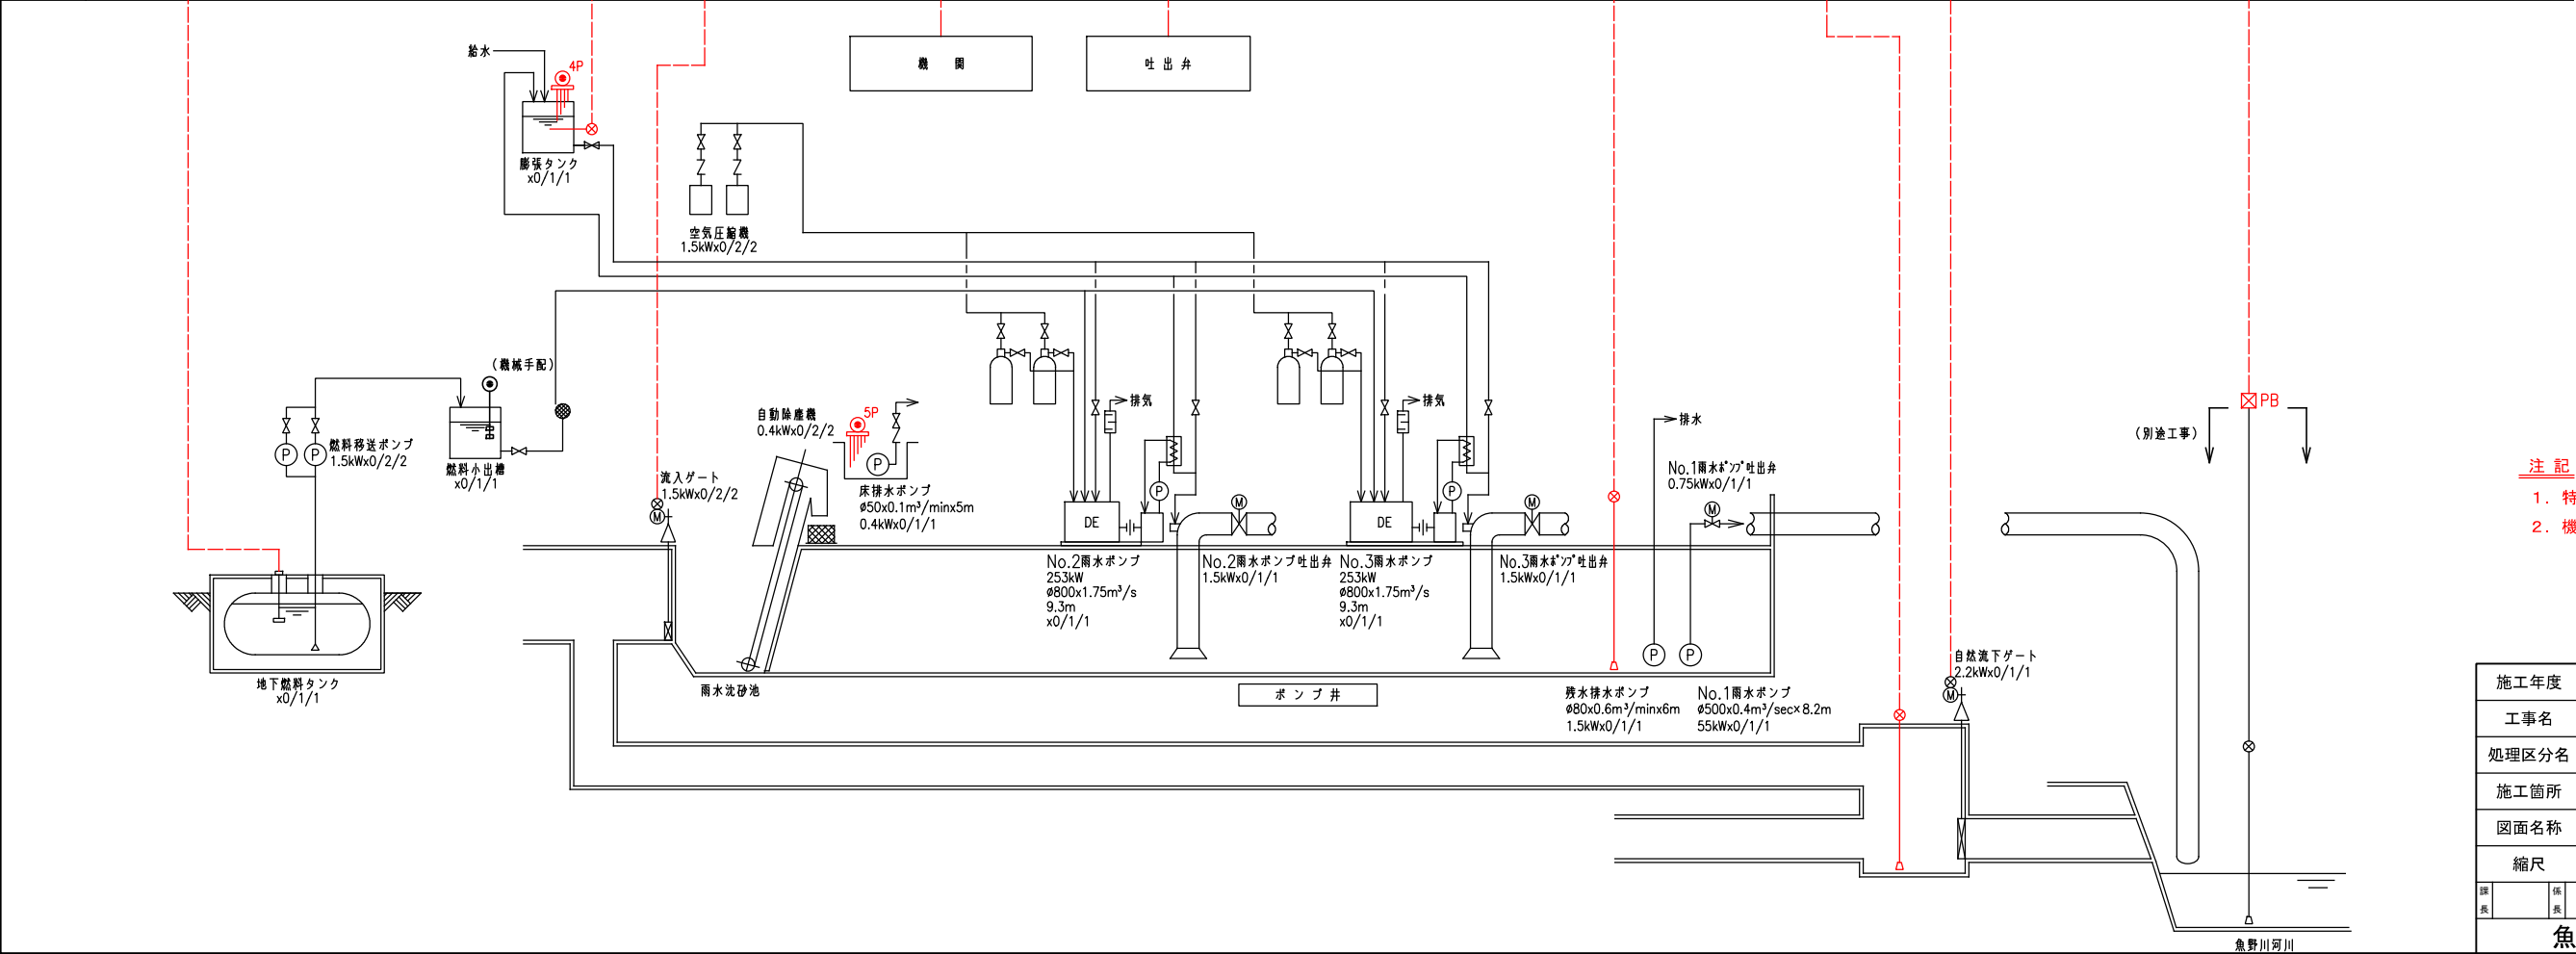 給水
4P
機 関
吐 出 弁
膨張タンク
x0/1/1
空気圧縮機
1.5kWx0/2/2
(機械手配)
P
P
燃料移送ポンプ
1.5kWx0/2/2
燃料小出槽
x0/1/1
自動除塵機
0.4kWx0/2/2
5P
P
床排水ポンプ
φ50x0.1m³/minx5m
0.4kWx0/1/1
流入ゲート
1.5kWx0/2/2
M
排気
排気
P
P
DE
DE
M
M
No.2雨水ポンプ
253kW
φ800x1.75m³/s
9.3m
x0/1/1
No.2雨水ポンプ吐出弁
1.5kWx0/1/1
No.3雨水ポンプ
253kW
φ800x1.75m³/s
9.3m
x0/1/1
No.3雨水ポンプ吐出弁
1.5kWx0/1/1
排水
No.1雨水ポンプ吐出弁
0.75kWx0/1/1
M
P
P
PB
(別途工事)
注 記
1. 特
2. 機
地下燃料タンク
x0/1/1
雨水沈砂池
ポ ン プ 井
残水排水ポンプ
φ80x0.6m³/minx6m
1.5kWx0/1/1
No.1雨水ポンプ
φ500x0.4m³/sec×8.2m
55kWx0/1/1
自然流下ゲート
2.2kWx0/1/1
M
魚野川河川
施工年度
工事名
処理区分名
施工箇所
図面名称
縮尺
課長
係長
魚